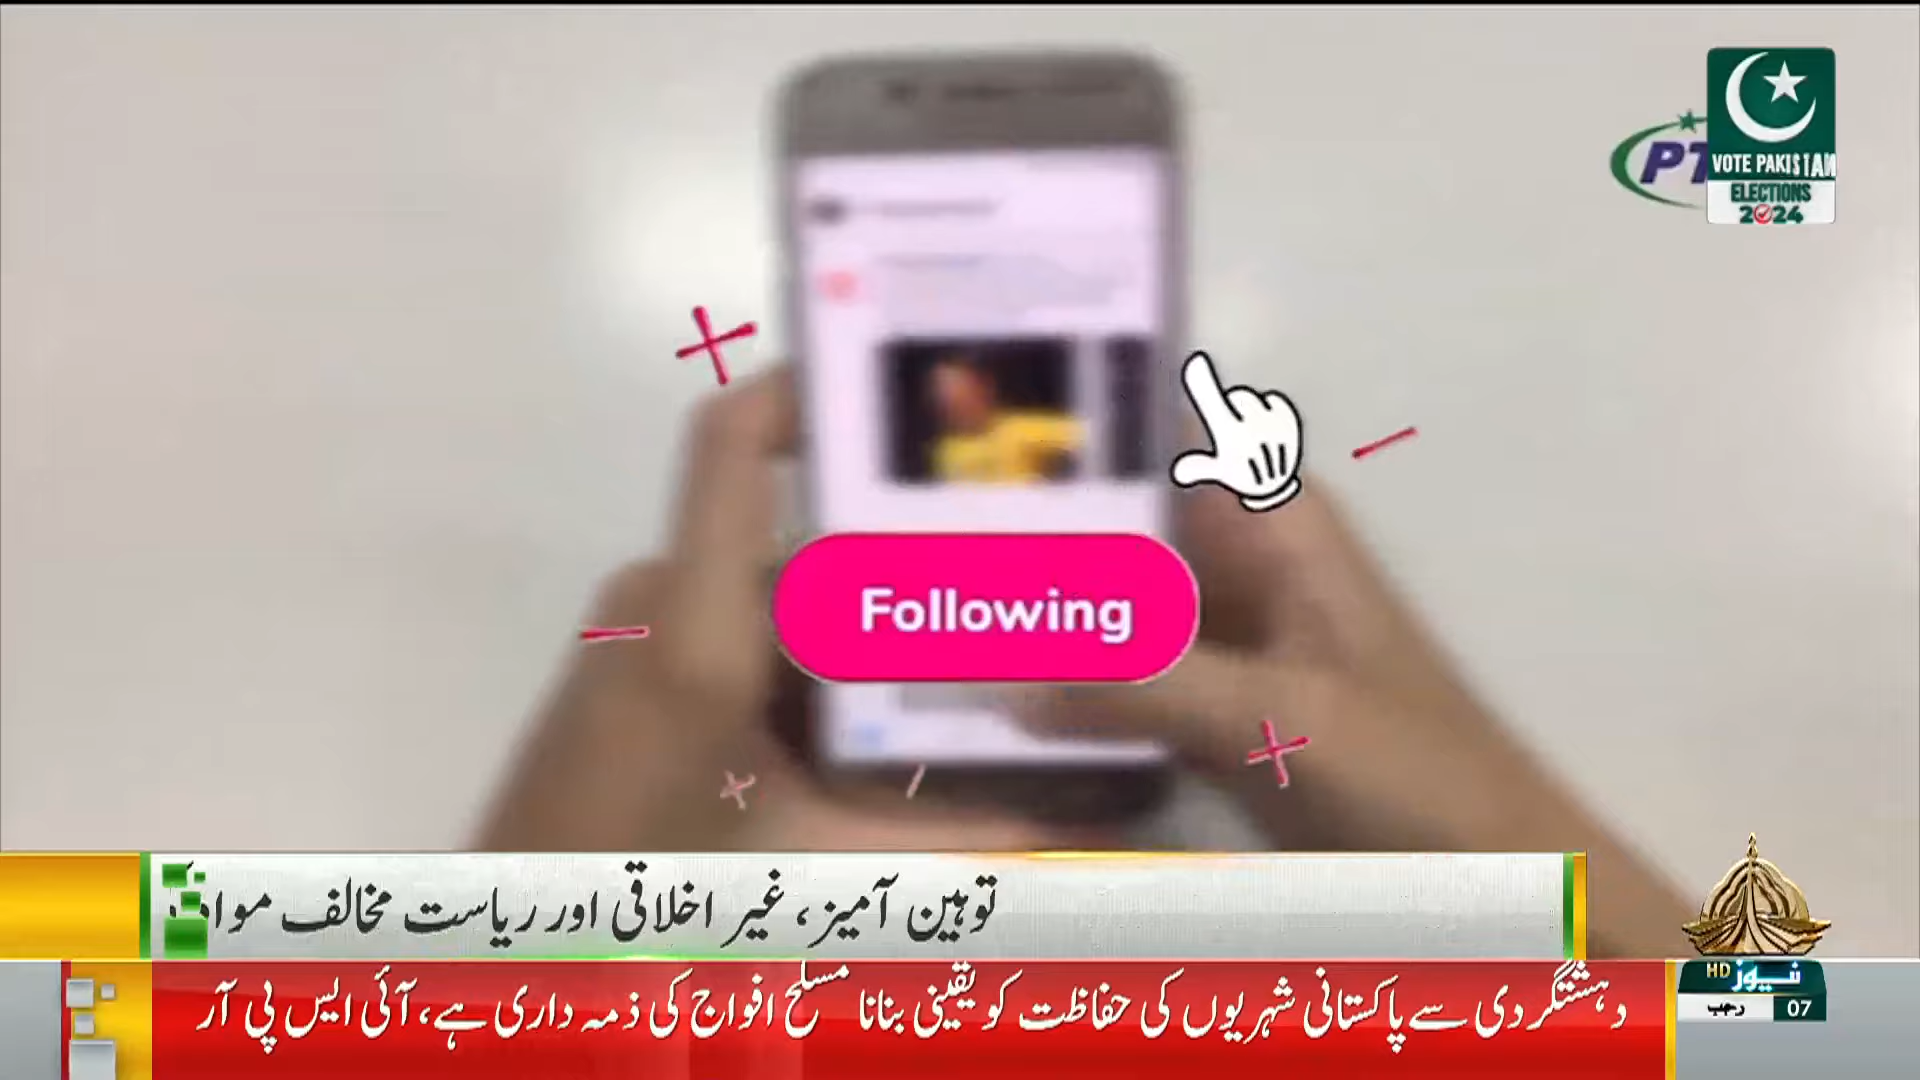 PT
VOTE PAKISTAN
ELECTIONS
2024
Following
توہین آمیز، غیر اخلاقی اور ریاست مخالف
دہشتگردی سے پاکستانی شہریوں کی حفاظت کو یقینی بنانا مسلح افواج کی ذمہ داری ہے، آئی ایس پی آر
نیوز HD
رجب 07